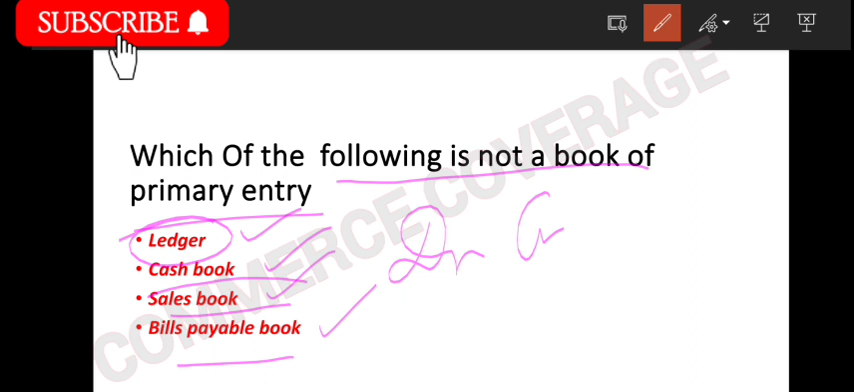 SUBSCRIBE
COMMERCE COVERAGE
Which Of the following is not a book of
primary entry
• Ledger
• Cash book
• Sales book
• Bills payable book
Dr